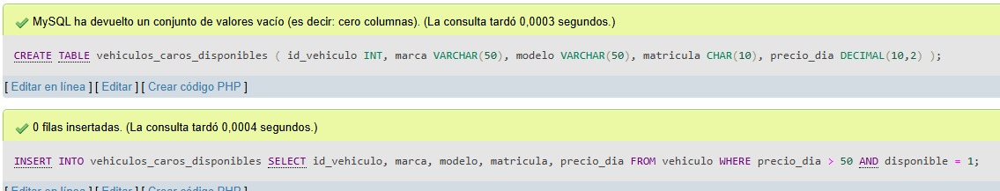 MySQL ha devuelto un conjunto de valores vacío (es decir: cero columnas). (La consulta tardó 0,0003 segundos.)
CREATE TABLE vehiculos_caros_disponibles ( id_vehiculo INT, marca VARCHAR(50), modelo VARCHAR(50), matricula CHAR(10), precio_dia DECIMAL(10,2) );
[ Editar en línea ] [ Editar ] [ Crear código PHP ]
0 filas insertadas. (La consulta tardó 0,0004 segundos.)
INSERT INTO vehiculos_caros_disponibles SELECT id_vehiculo, marca, modelo, matricula, precio_dia FROM vehiculo WHERE precio_dia > 50 AND disponible = 1;
[ Editar en línea ] [ Editar ] [ Crear código PHP ]